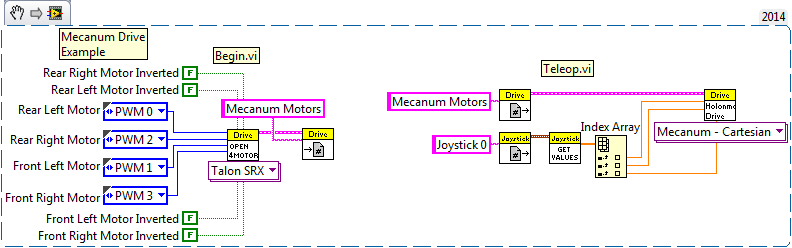 2014
Mecanum Drive
Example
Begin.vi
Rear Right Motor Inverted F
Rear Left Motor Inverted F
Rear Left Motor PWM 0
Mecanum Motors
Rear Right Motor PWM 2
Drive
OPEN
4MOTOR
Drive
Front Left Motor PWM 1
Talon SRX
Front Right Motor PWM 3
Front Left Motor Inverted F
Front Right Motor Inverted F
Teleop.vi
Mecanum Motors
Drive
Drive
Holonmc
Drive
Mecanum - Cartesian
Joystick 0
Joystick
Joystick
GET
VALUES
Index Array